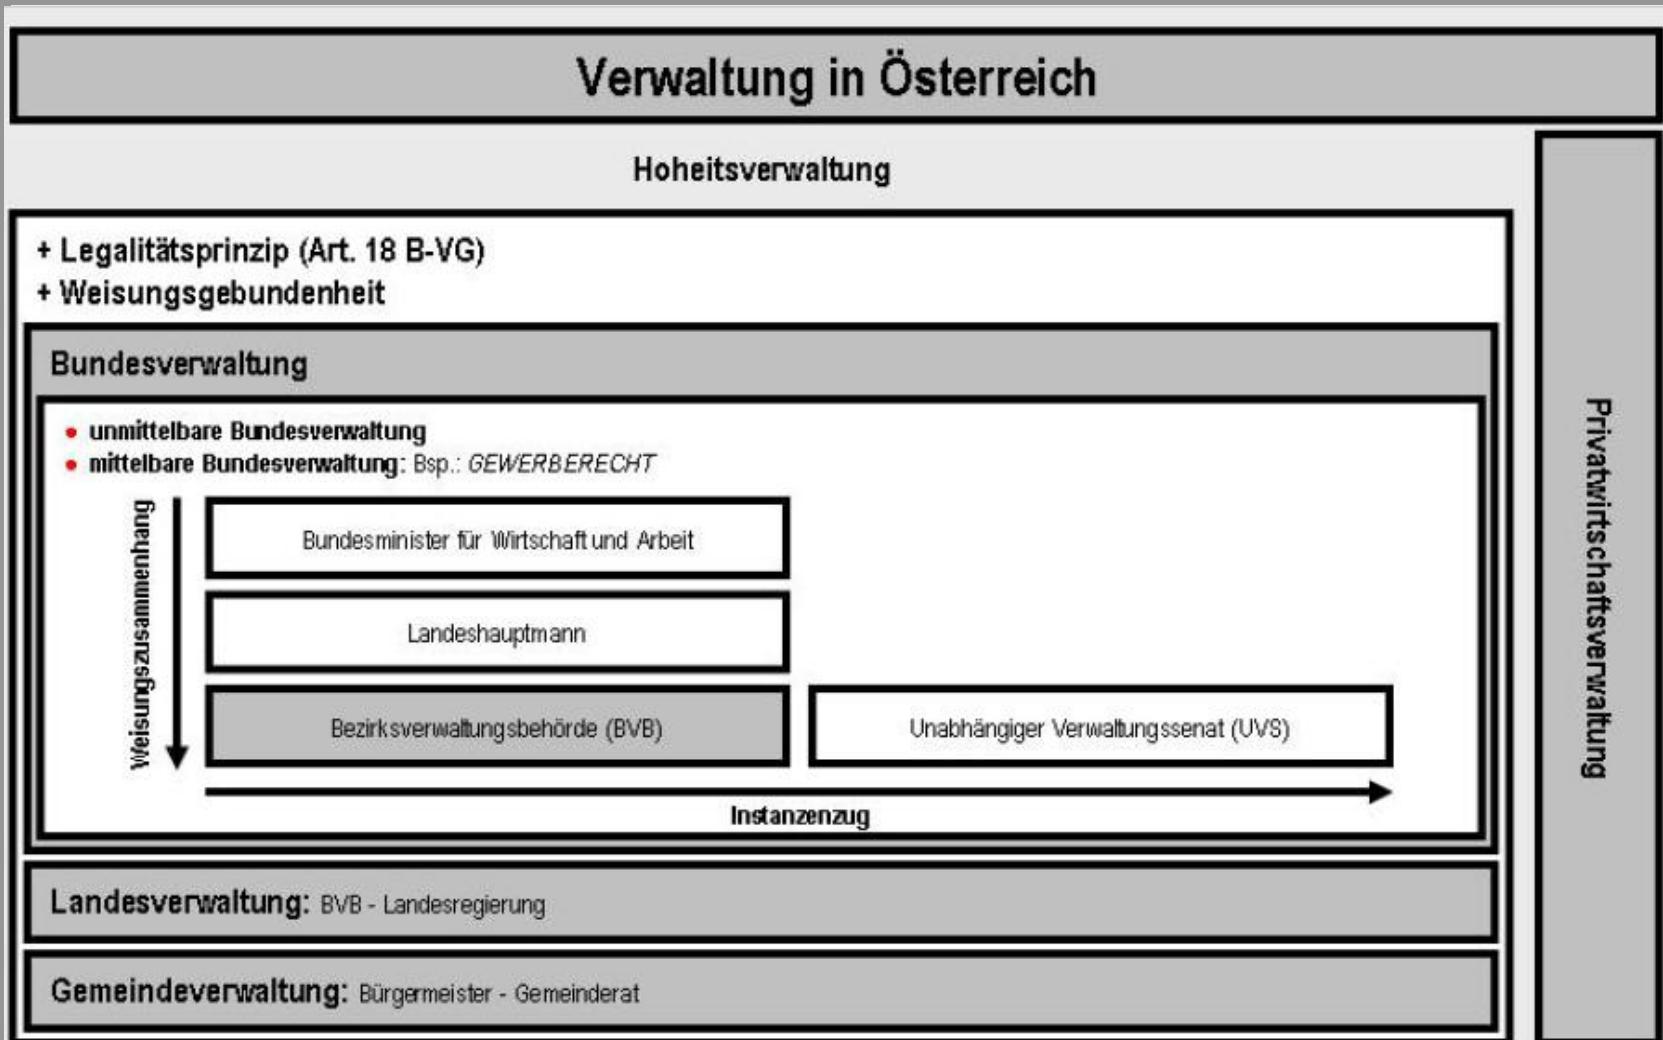 Verwaltung in Österreich
Hoheitsverwaltung
+ Legalitätsprinzip (Art. 18 B-VG)
+ Weisungsgebundenheit
Bundesverwaltung
• unmittelbare Bundesverwaltung
• mittelbare Bundesverwaltung: Bsp.: GEWERBERECHT
Weisungszusammenhang
Bundesminister für Wirtschaft und Arbeit
Landeshauptmann
Bezirksverwaltungsbehörde (BVB)
Unabhängiger Verwaltungssenat (UVS)
Instanzenzug
Landesverwaltung: BVB - Landesregierung
Gemeindeverwaltung: Bürgermeister - Gemeinderat
Privatwirtschaftsverwaltung